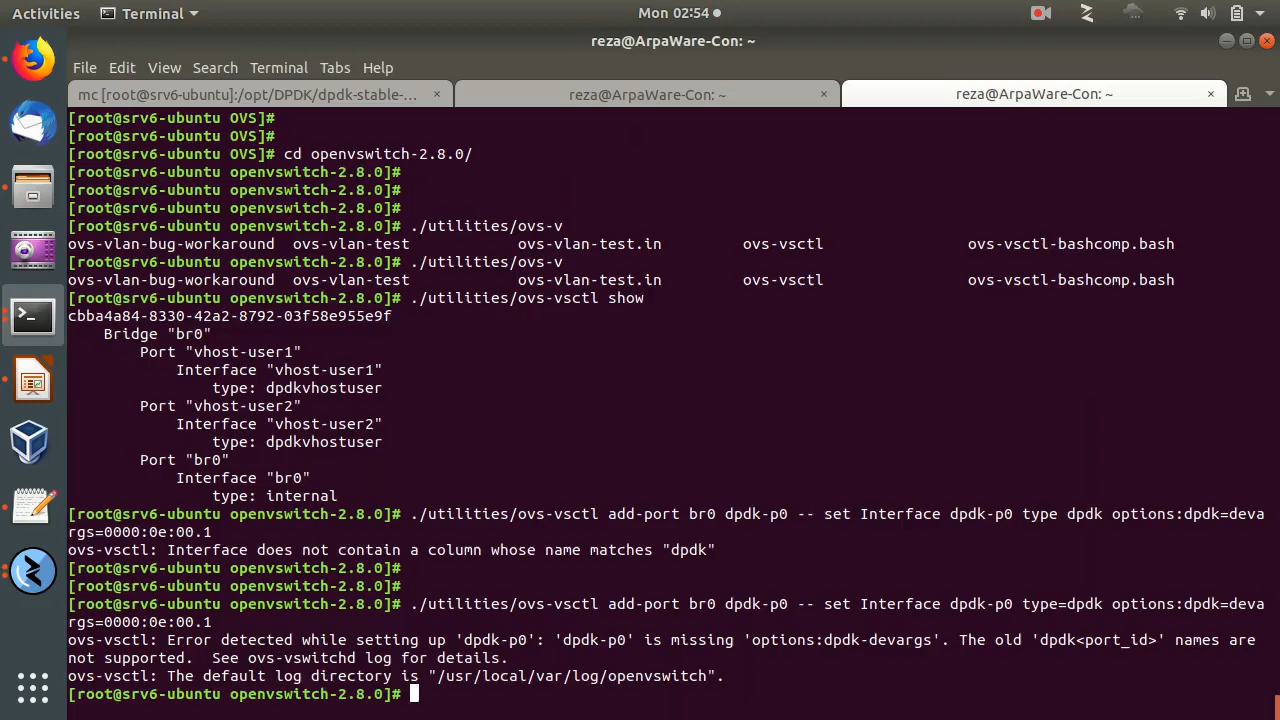 Activities Terminal Mon 02:54
reza@ArpaWare-Con: ~
File Edit View Search Terminal Tabs Help
mc [root@srv6-ubuntu]:/opt/DPDK/dpdk-stable-... × reza@ArpaWare-Con: ~ × reza@ArpaWare-Con: ~ ×
[root@srv6-ubuntu OVS]#
[root@srv6-ubuntu OVS]#
[root@srv6-ubuntu OVS]# cd openvswitch-2.8.0/
[root@srv6-ubuntu openvswitch-2.8.0]#
[root@srv6-ubuntu openvswitch-2.8.0]#
[root@srv6-ubuntu openvswitch-2.8.0]#
[root@srv6-ubuntu openvswitch-2.8.0]# ./utilities/ovs-v
ovs-vlan-bug-workaround ovs-vlan-test ovs-vlan-test.in ovs-vsctl ovs-vsctl-bashcomp.bash
[root@srv6-ubuntu openvswitch-2.8.0]# ./utilities/ovs-v
ovs-vlan-bug-workaround ovs-vlan-test ovs-vlan-test.in ovs-vsctl ovs-vsctl-bashcomp.bash
[root@srv6-ubuntu openvswitch-2.8.0]# ./utilities/ovs-vsctl show
cbba4a84-8330-42a2-8792-03f58e955e9f
Bridge "br0"
Port "vhost-user1"
Interface "vhost-user1"
type: dpdkvhostuser
Port "vhost-user2"
Interface "vhost-user2"
type: dpdkvhostuser
Port "br0"
Interface "br0"
type: internal
[root@srv6-ubuntu openvswitch-2.8.0]# ./utilities/ovs-vsctl add-port br0 dpdk-p0 -- set Interface dpdk-p0 type dpdk options:dpdk=deva
rgs=0000:0e:00.1
ovs-vsctl: Interface does not contain a column whose name matches "dpdk"
[root@srv6-ubuntu openvswitch-2.8.0]#
[root@srv6-ubuntu openvswitch-2.8.0]#
[root@srv6-ubuntu openvswitch-2.8.0]# ./utilities/ovs-vsctl add-port br0 dpdk-p0 -- set Interface dpdk-p0 type=dpdk options:dpdk=deva
rgs=0000:0e:00.1
ovs-vsctl: Error detected while setting up 'dpdk-p0': 'dpdk-p0' is missing 'options:dpdk-devargs'. The old 'dpdk<port_id>' names are
not supported.  See ovs-vswitchd log for details.
ovs-vsctl: The default log directory is "/usr/local/var/log/openvswitch".
[root@srv6-ubuntu openvswitch-2.8.0]#